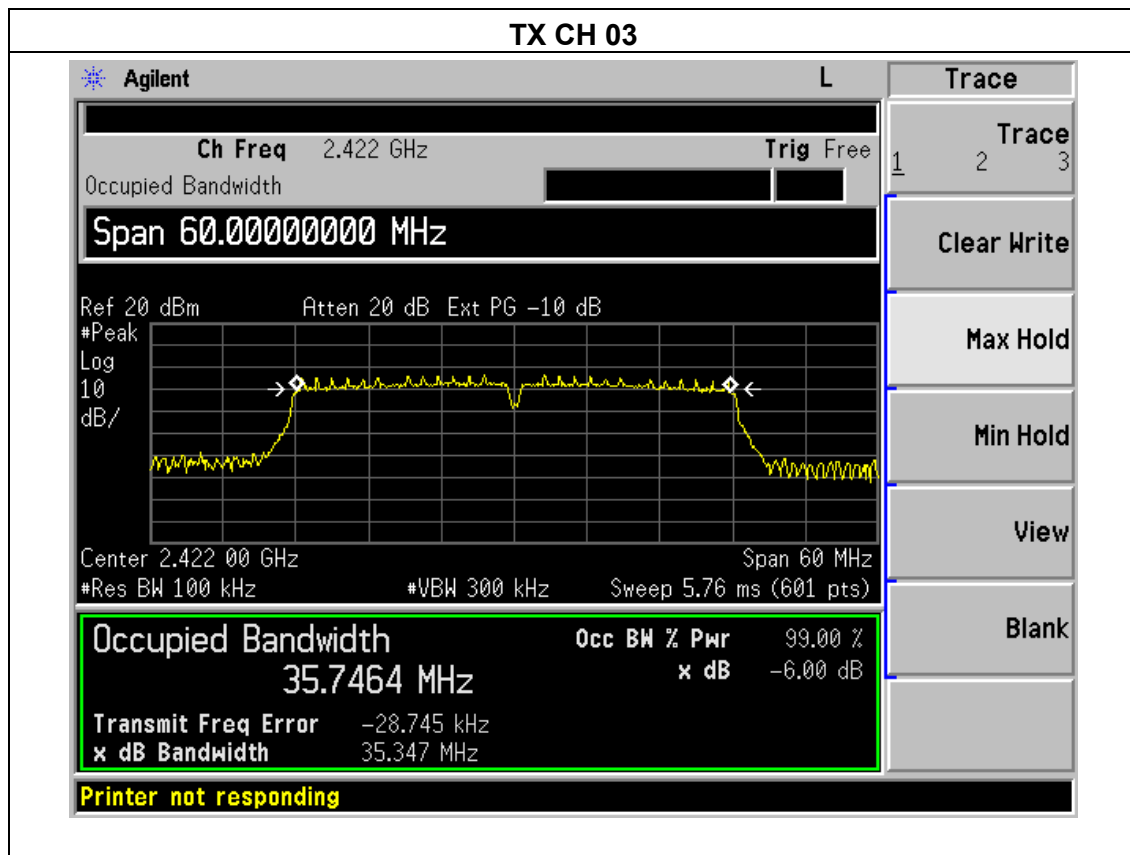 TX CH 03
Agilent L Trace
Ch Freq 2.422 GHz Trig Free
Occupied Bandwidth
Span 60.00000000 MHz
Ref 20 dBm Atten 20 dB Ext PG -10 dB
#Peak
Log
10
dB/
Center 2.422 00 GHz Span 60 MHz
#Res BW 100 kHz #VBW 300 kHz Sweep 5.76 ms (601 pts)
Occupied Bandwidth Occ BW % Pwr 99.00 %
35.7464 MHz x dB -6.00 dB
Transmit Freq Error -28.745 kHz
x dB Bandwidth 35.347 MHz
Printer not responding
Trace
1 2 3
Clear Write
Max Hold
Min Hold
View
Blank